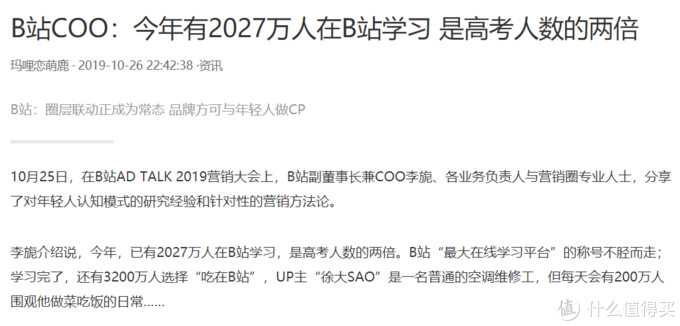 B站COO：今年有2027万人在B站学习 是高考人数的两倍
玛哩恋萌鹿 · 2019-10-26 22:42:38 ·资讯
B站：圈层联动正成为常态 品牌方可与年轻人做CP
10月25日，在B站AD TALK 2019营销大会上，B站副董事长兼COO李旎、各业务负责人与营销圈专业人士，分享
了对年轻人认知模式的研究经验和针对性的营销方法论。
李旎介绍说，今年，已有2027万人在B站学习，是高考人数的两倍。B站“最大在线学习平台”的称号不胫而走；
学习完了，还有3200万人选择“吃在B站”，UP主“徐大SAO”是一名普通的空调维修工，但每天会有200万人
围观他做菜吃饭的日常……
值 什么值得买